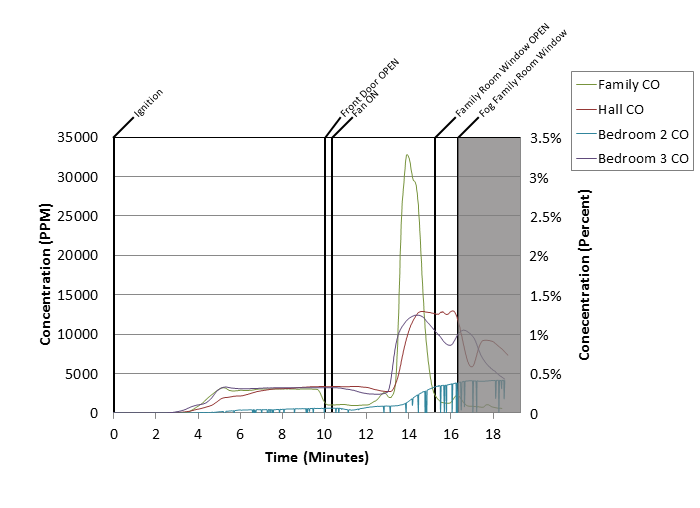 Ignition
Front Door OPEN
Fan ON
Family Room Window OPEN
Fog Family Room Window
Family CO
Hall CO
Bedroom 2 CO
Bedroom 3 CO
35000
30000
25000
20000
15000
10000
5000
0
Concentration (PPM)
3.5%
3%
2.5%
2%
1.5%
1%
0.5%
0
Conecentration (Percent)
0 2 4 6 8 10 12 14 16 18
Time (Minutes)